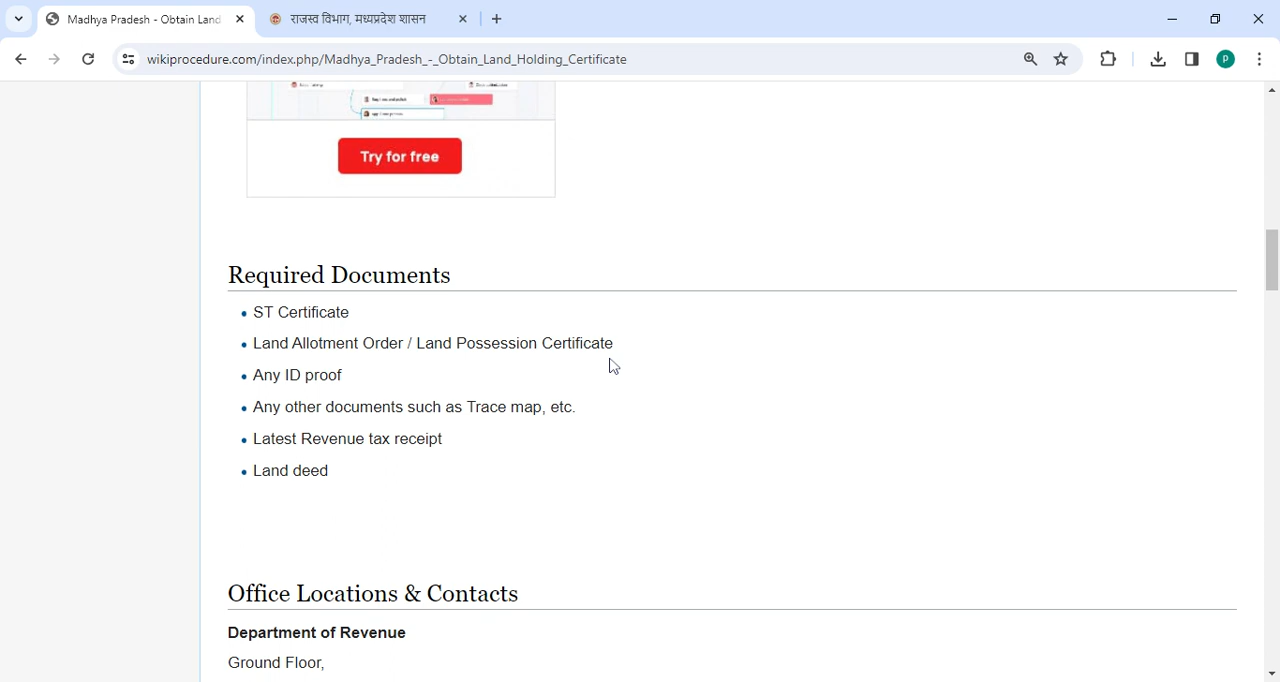 Madhya Pradesh - Obtain Land
राजस्व विभाग, मध्यप्रदेश शासन
wikiprocedure.com/index.php/Madhya_Pradesh_-_Obtain_Land_Holding_Certificate
P
Try for free
Required Documents
ST Certificate
Land Allotment Order / Land Possession Certificate
Any ID proof
Any other documents such as Trace map, etc.
Latest Revenue tax receipt
Land deed
Office Locations & Contacts
Department of Revenue
Ground Floor,